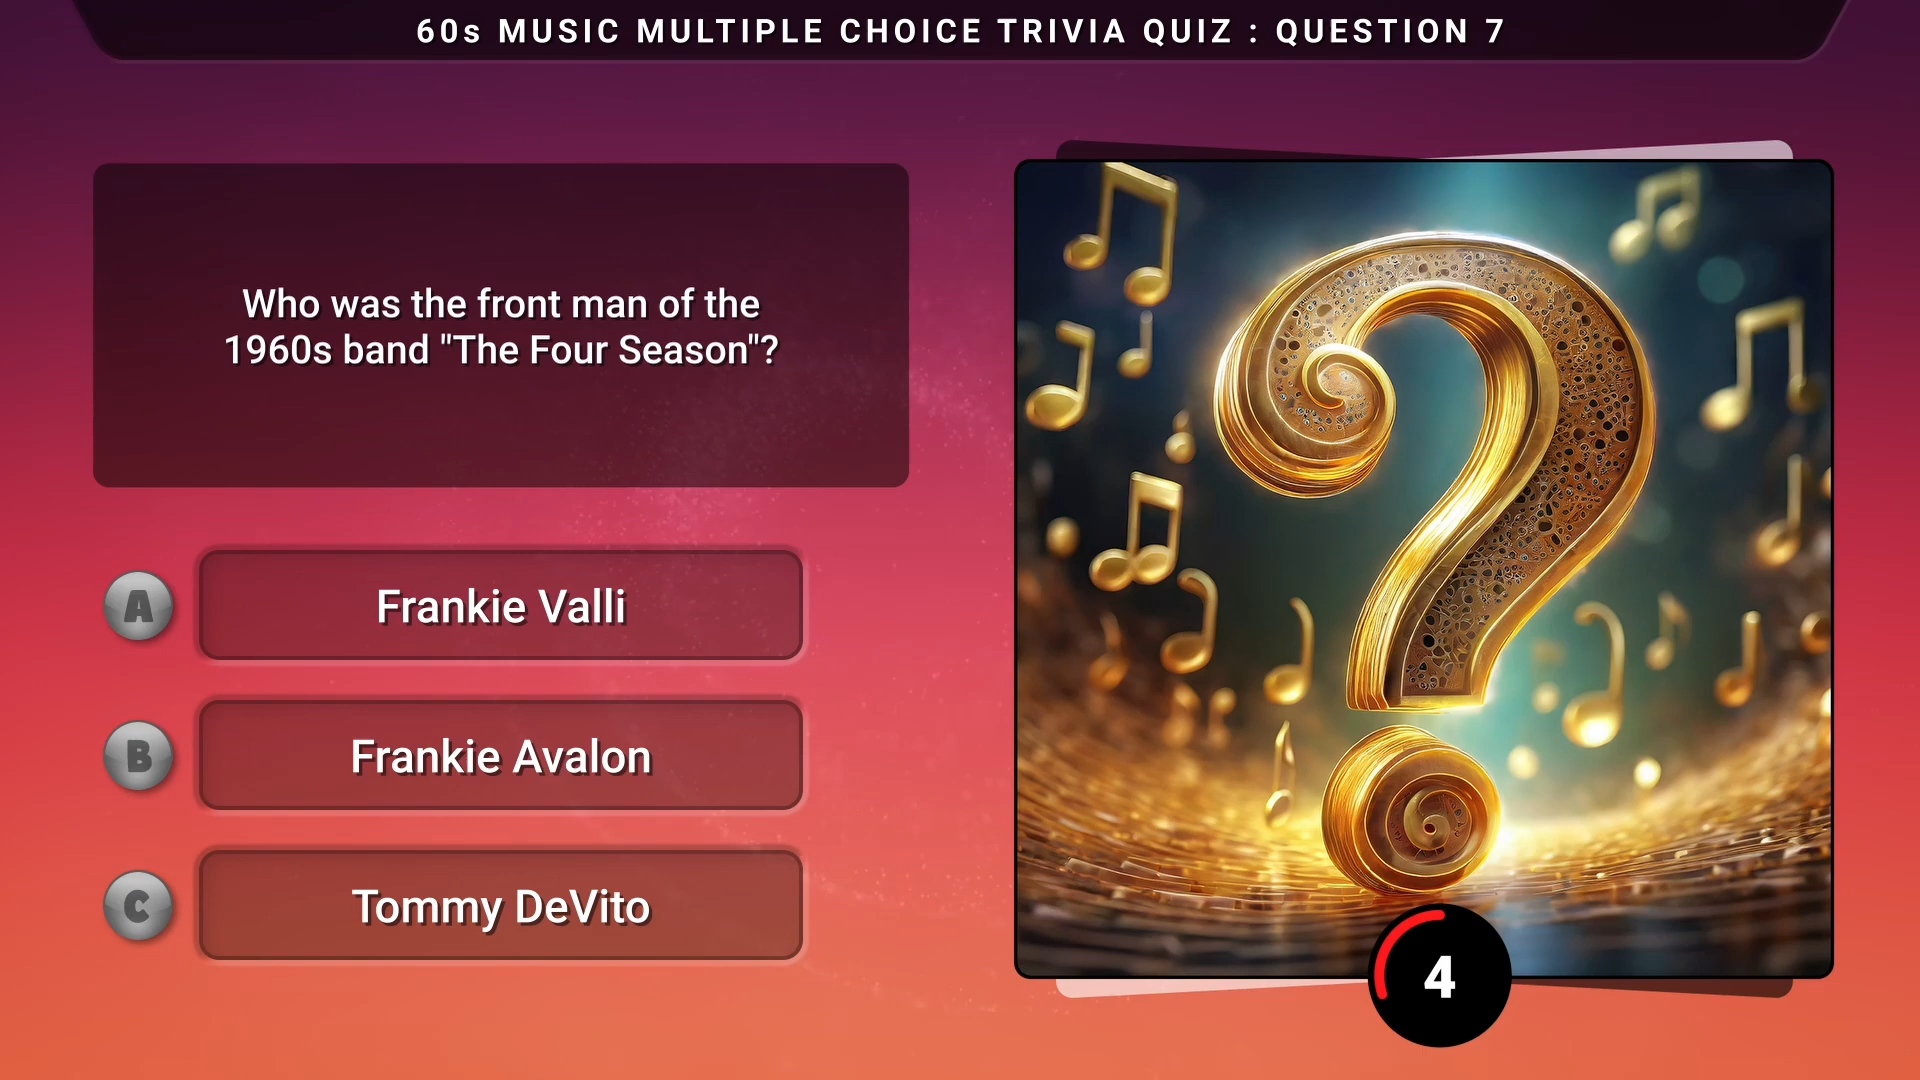 60s MUSIC MULTIPLE CHOICE TRIVIA QUIZ : QUESTION 7
Who was the front man of the
1960s band "The Four Season"?
A
Frankie Valli
B
Frankie Avalon
C
Tommy DeVito
4